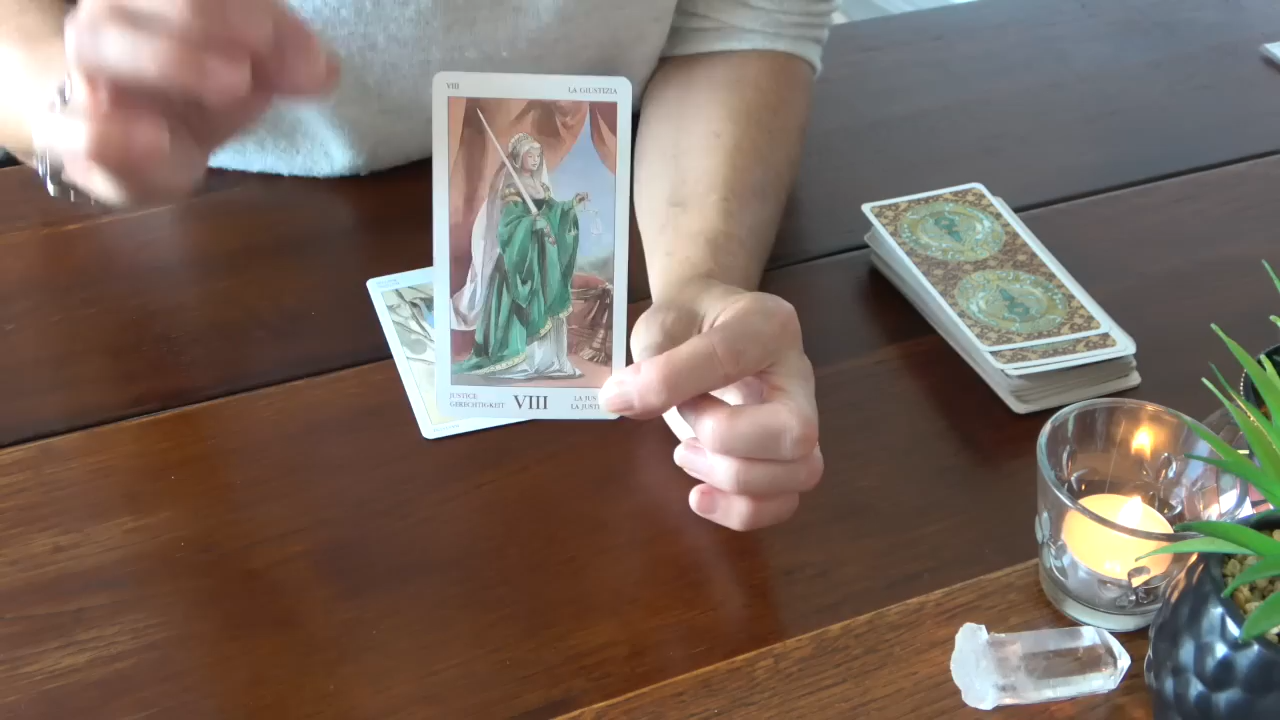 VIII LA GIUSTIZIA
JUSTICE
GERECHTIGKEIT
VIII
LA JUS
LA JUSTI